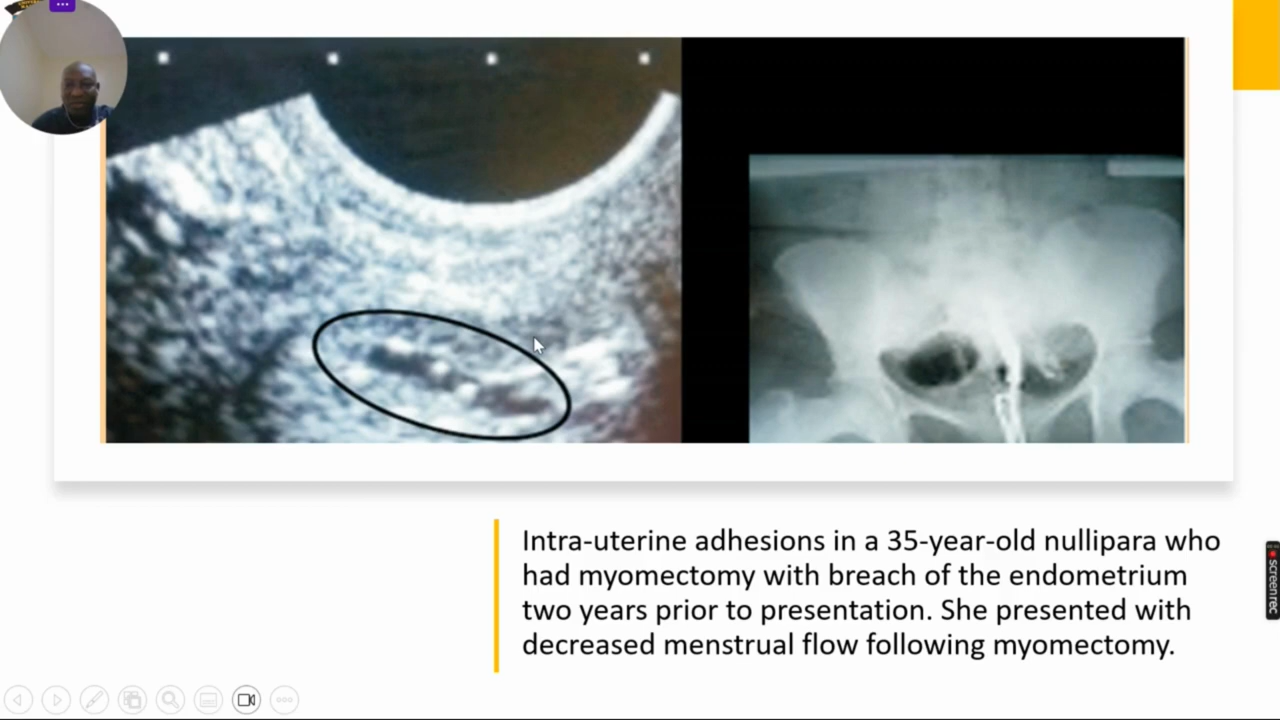 Intra-uterine adhesions in a 35-year-old nullipara who
had myomectomy with breach of the endometrium
two years prior to presentation. She presented with
decreased menstrual flow following myomectomy.
screenrec